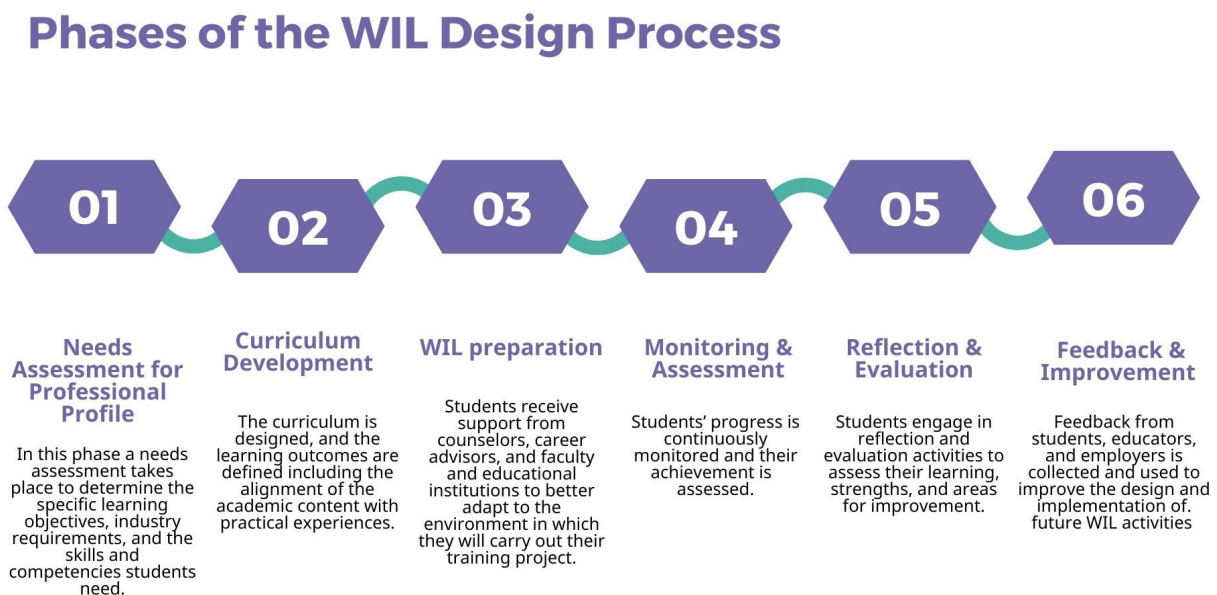 Phases of the WIL Design Process
01
02
03
04
05
06
Needs
Assessment for
Professional
Profile
In this phase a needs
assessment takes
place to determine the
specific learning
objectives, industry
requirements, and the
skills and
competencies students
need.
Curriculum
Development
The curriculum is
designed, and the
learning outcomes are
defined including the
alignment of the
academic content with
practical experiences.
WIL preparation
Students receive
support from
counselors, career
advisors, and faculty
and educational
institutions to better
adapt to the
environment in which
they will carry out their
training project.
Monitoring &
Assessment
Students’ progress is
continuously
monitored and their
achievement is
assessed.
Reflection &
Evaluation
Students engage in
reflection and
evaluation activities to
assess their learning,
strengths, and areas
for improvement.
Feedback &
Improvement
Feedback from
students, educators,
and employers is
collected and used to
improve the design and
implementation of.
future WIL activities